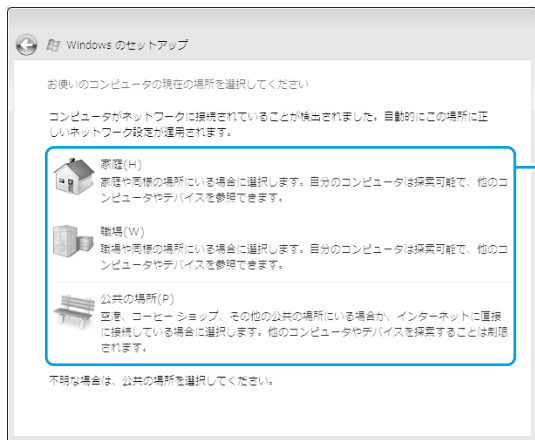 Windows のセットアップ
お使いのコンピュータの現在の場所を選択してください
コンピュータがネットワークに接続されていることが検出されました。自動的にこの場所に正
しいネットワーク設定が適用されます。
家庭(H)
家庭や同様の場所にいる場合に選択します。自分のコンピュータは探索可能で、他のコ
ンピュータやデバイスを参照できます。
職場(W)
職場や同様の場所にいる場合に選択します。自分のコンピュータは探索可能で、他のコ
ンピュータやデバイスを参照できます。
公共の場所(P)
空港、コーヒー ショップ、その他の公共の場所にいる場合か、インターネットに直接
に接続している場合に選択します。他のコンピュータやデバイスを探索することは制限
されます。
不明な場合は、公共の場所を選択してください。